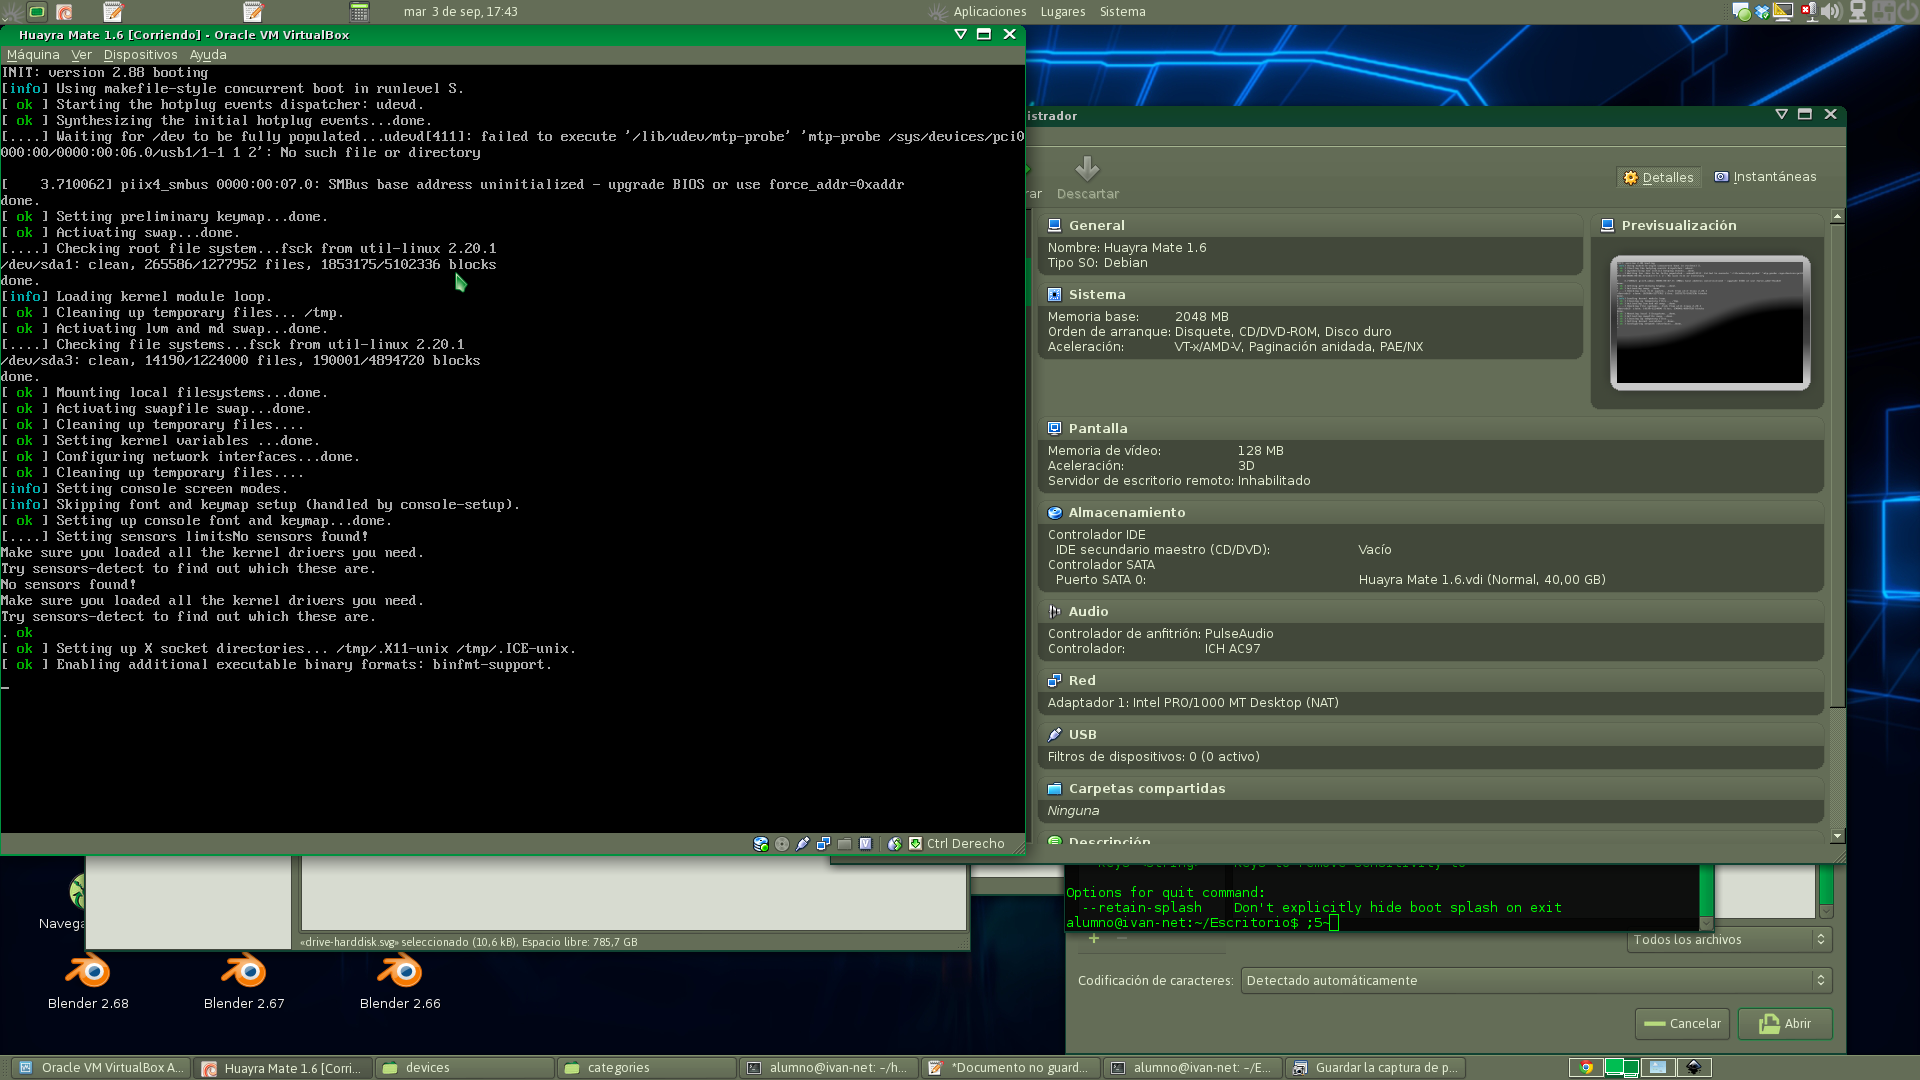 mar  3 de sep, 17:43
Aplicaciones  Lugares  Sistema
Huayra Mate 1.6 [Corriendo] - Oracle VM VirtualBox
Máquina  Ver  Dispositivos  Ayuda
INIT: version 2.88 booting
[info] Using makefile-style concurrent boot in runlevel S.
[ ok ] Starting the hotplug events dispatcher: udevd.
[ ok ] Synthesizing the initial hotplug events...done.
[....] Waiting for /dev to be fully populated...udevd[411]: failed to execute '/lib/udev/mtp-probe' 'mtp-probe /sys/devices/pci0
000:00/0000:00:06.0/usb1/1-1 1 2': No such file or directory
[    3.710062] piix4_smbus 0000:00:07.0: SMBus base address uninitialized - upgrade BIOS or use force_addr=0xaddr
done.
[ ok ] Setting preliminary keymap...done.
[ ok ] Activating swap...done.
[....] Checking root file system...fsck from util-linux 2.20.1
/dev/sda1: clean, 265586/1277952 files, 1853175/5102336 blocks
done.
[info] Loading kernel module loop.
[ ok ] Cleaning up temporary files... /tmp.
[ ok ] Activating lvm and md swap...done.
[....] Checking file systems...fsck from util-linux 2.20.1
/dev/sda3: clean, 14190/1224000 files, 190001/4894720 blocks
done.
[ ok ] Mounting local filesystems...done.
[ ok ] Activating swapfile swap...done.
[ ok ] Cleaning up temporary files....
[ ok ] Setting kernel variables ...done.
[ ok ] Configuring network interfaces...done.
[ ok ] Cleaning up temporary files....
[info] Setting console screen modes.
[info] Skipping font and keymap setup (handled by console-setup).
[ ok ] Setting up console font and keymap...done.
[....] Setting sensors limitsNo sensors found!
Make sure you loaded all the kernel drivers you need.
Try sensors-detect to find out which these are.
No sensors found!
Make sure you loaded all the kernel drivers you need.
Try sensors-detect to find out which these are.
. ok
[ ok ] Setting up X socket directories... /tmp/.X11-unix /tmp/.ICE-unix.
[ ok ] Enabling additional executable binary formats: binfmt-support.
Ctrl Derecho
istrador
rar  Descartar
Detalles  Instantáneas
General
Nombre: Huayra Mate 1.6
Tipo SO: Debian
Sistema
Memoria base: 2048 MB
Orden de arranque: Disquete, CD/DVD-ROM, Disco duro
Aceleración: VT-x/AMD-V, Paginación anidada, PAE/NX
Previsualización
Pantalla
Memoria de vídeo: 128 MB
Aceleración: 3D
Servidor de escritorio remoto: Inhabilitado
Almacenamiento
Controlador IDE
IDE secundario maestro (CD/DVD): Vacío
Controlador SATA
Puerto SATA 0: Huayra Mate 1.6.vdi (Normal, 40,00 GB)
Audio
Controlador de anfitrión: PulseAudio
Controlador: ICH AC97
Red
Adaptador 1: Intel PRO/1000 MT Desktop (NAT)
USB
Filtros de dispositivos: 0 (0 activo)
Carpetas compartidas
Ninguna
Descripción
Options for quit command:
--retain-splash    Don't explicitly hide boot splash on exit
alumno@ivan-net:~/Escritorio$ ;5~
Todos los archivos
Codificación de caracteres: Detectado automáticamente
Cancelar  Abrir
Navega
«drive-harddisk.svg» seleccionado (10,6 kB), Espacio libre: 785,7 GB
Blender 2.68  Blender 2.67  Blender 2.66
Oracle VM VirtualBox A...  Huayra Mate 1.6 [Corri...  devices  categories  alumno@ivan-net: ~/h...  *Documento no guard...  alumno@ivan-net: ~/E...  Guardar la captura de p...